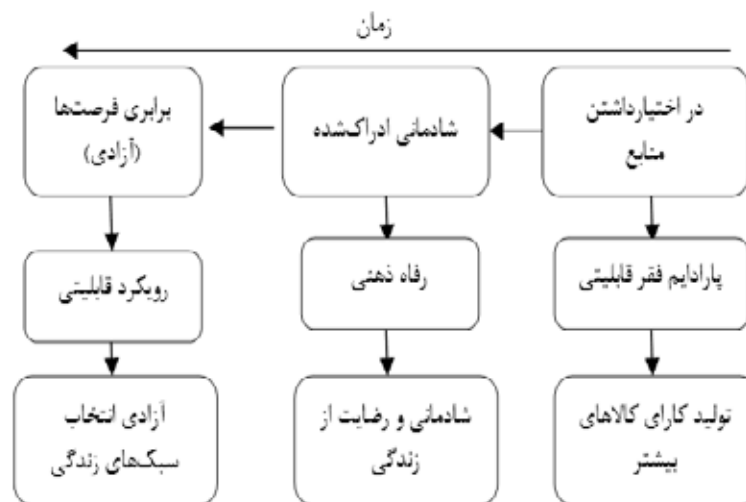 زمان
در اختیارداشتن
منابع
شادمانی ادراک‌شده
برابری فرصت‌ها
(آزادی)
پارادایم فقر قابلیتی
رفاه ذهنی
رویکرد قابلیتی
تولید کارای کالاهای
بیشتر
شادمانی و رضایت از
زندگی
آزادی انتخاب
سبک‌های زندگی